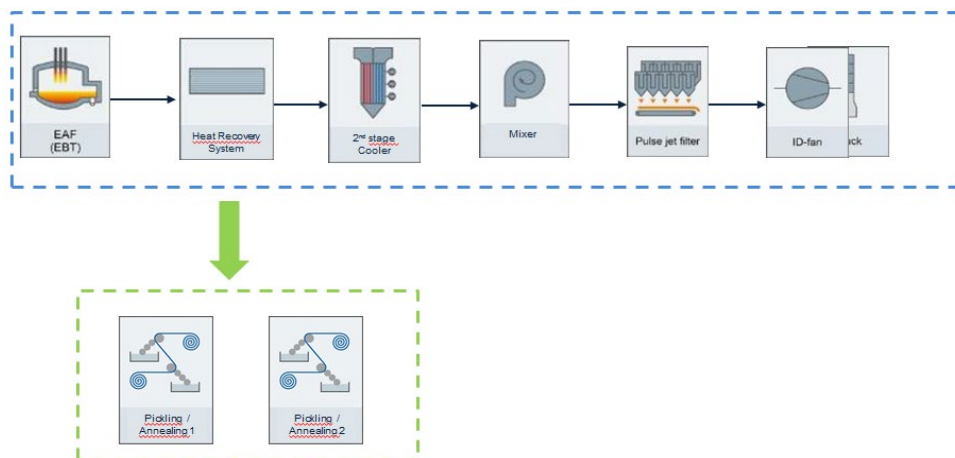 EAF
(EBT)
Heat Recovery
System
2nd stage
Cooler
Mixer
Pulse jet filter
ID-fan
Pickling /
Annealing 1
Pickling /
Annealing 2